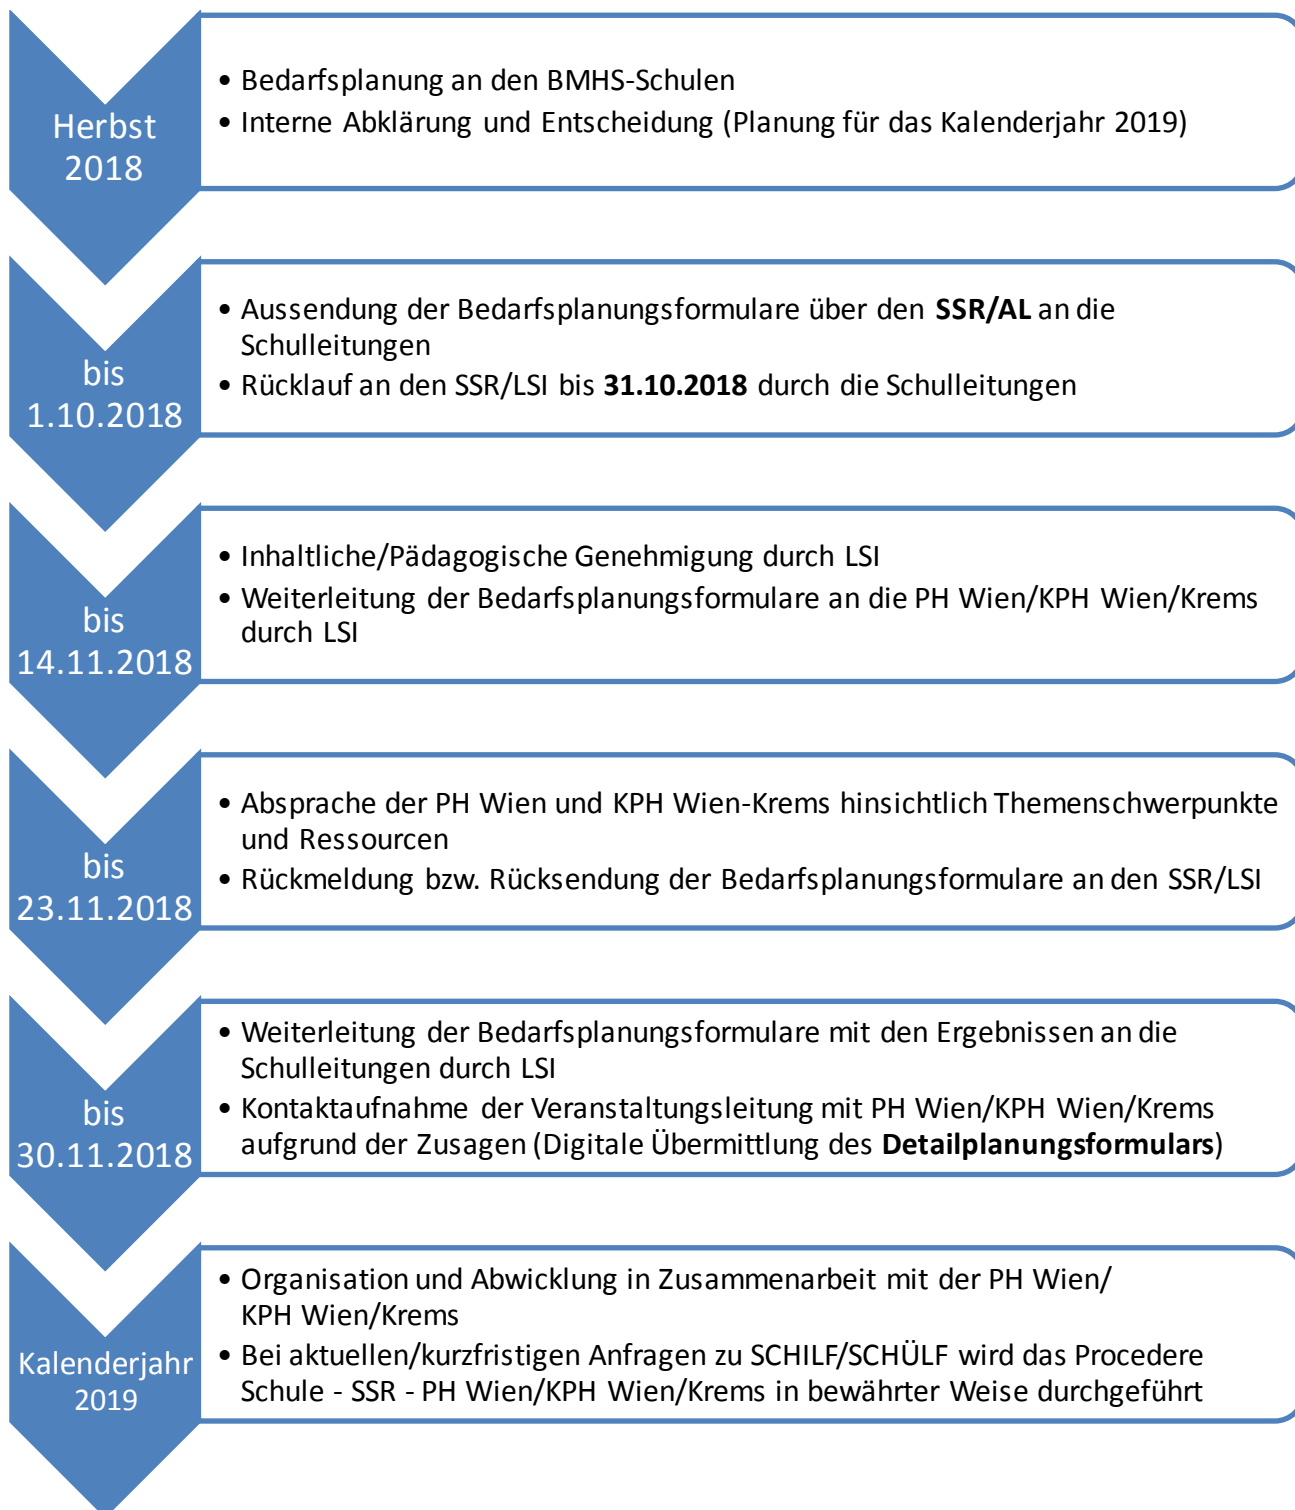 Herbst
2018
• Bedarfsplanung an den BMHS-Schulen
• Interne Abklärung und Entscheidung (Planung für das Kalenderjahr 2019)
bis
1.10.2018
• Aussendung der Bedarfsplanungsformulare über den SSR/AL an die
Schulleitungen
• Rücklauf an den SSR/LSI bis 31.10.2018 durch die Schulleitungen
bis
14.11.2018
• Inhaltliche/Pädagogische Genehmigung durch LSI
• Weiterleitung der Bedarfsplanungsformulare an die PH Wien/KPH Wien/Krems
durch LSI
bis
23.11.2018
• Absprache der PH Wien und KPH Wien-Krems hinsichtlich Themenschwerpunkte
und Ressourcen
• Rückmeldung bzw. Rücksendung der Bedarfsplanungsformulare an den SSR/LSI
bis
30.11.2018
• Weiterleitung der Bedarfsplanungsformulare mit den Ergebnissen an die
Schulleitungen durch LSI
• Kontaktaufnahme der Veranstaltungsleitung mit PH Wien/KPH Wien/Krems
aufgrund der Zusagen (Digitale Übermittlung des Detailplanungsformulars)
Kalenderjahr
2019
• Organisation und Abwicklung in Zusammenarbeit mit der PH Wien/
KPH Wien/Krems
• Bei aktuellen/kurzfristigen Anfragen zu SCHILF/SCHÜLF wird das Procedere
Schule - SSR - PH Wien/KPH Wien/Krems in bewährter Weise durchgeführt